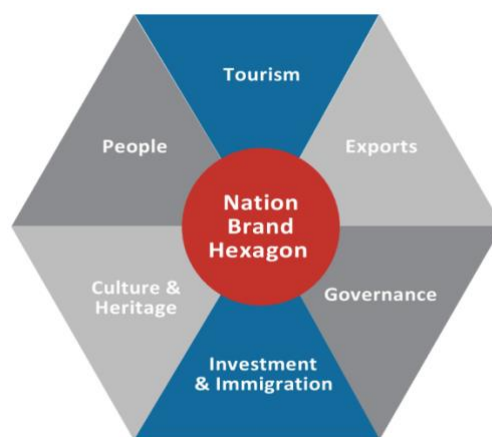 Tourism
People
Exports
Nation
Brand
Hexagon
Culture &
Heritage
Governance
Investment
& Immigration